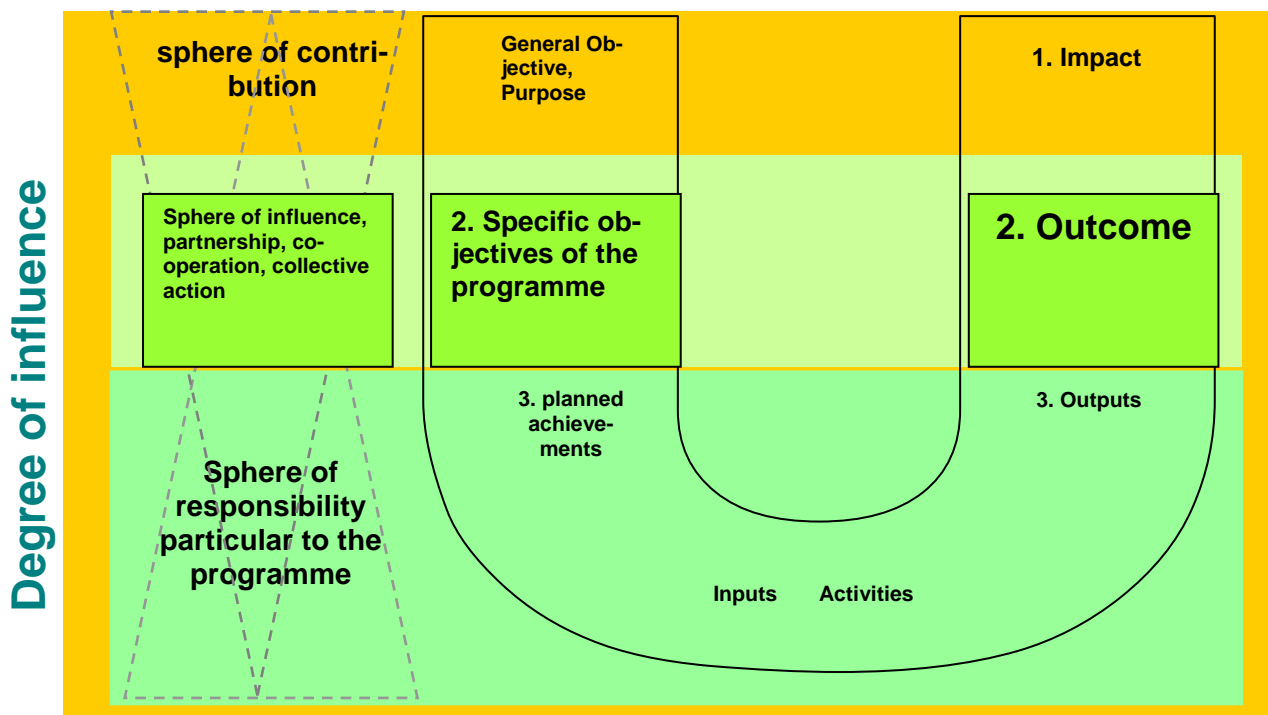 Degree of influence
sphere of contri-
bution
General Ob-
jective,
Purpose
1. Impact
Sphere of influence,
partnership, co-
operation, collective
action
2. Specific ob-
jectives of the
programme
2. Outcome
3. planned
achieve-
ments
3. Outputs
Sphere of
responsibility
particular to the
programme
Inputs Activities